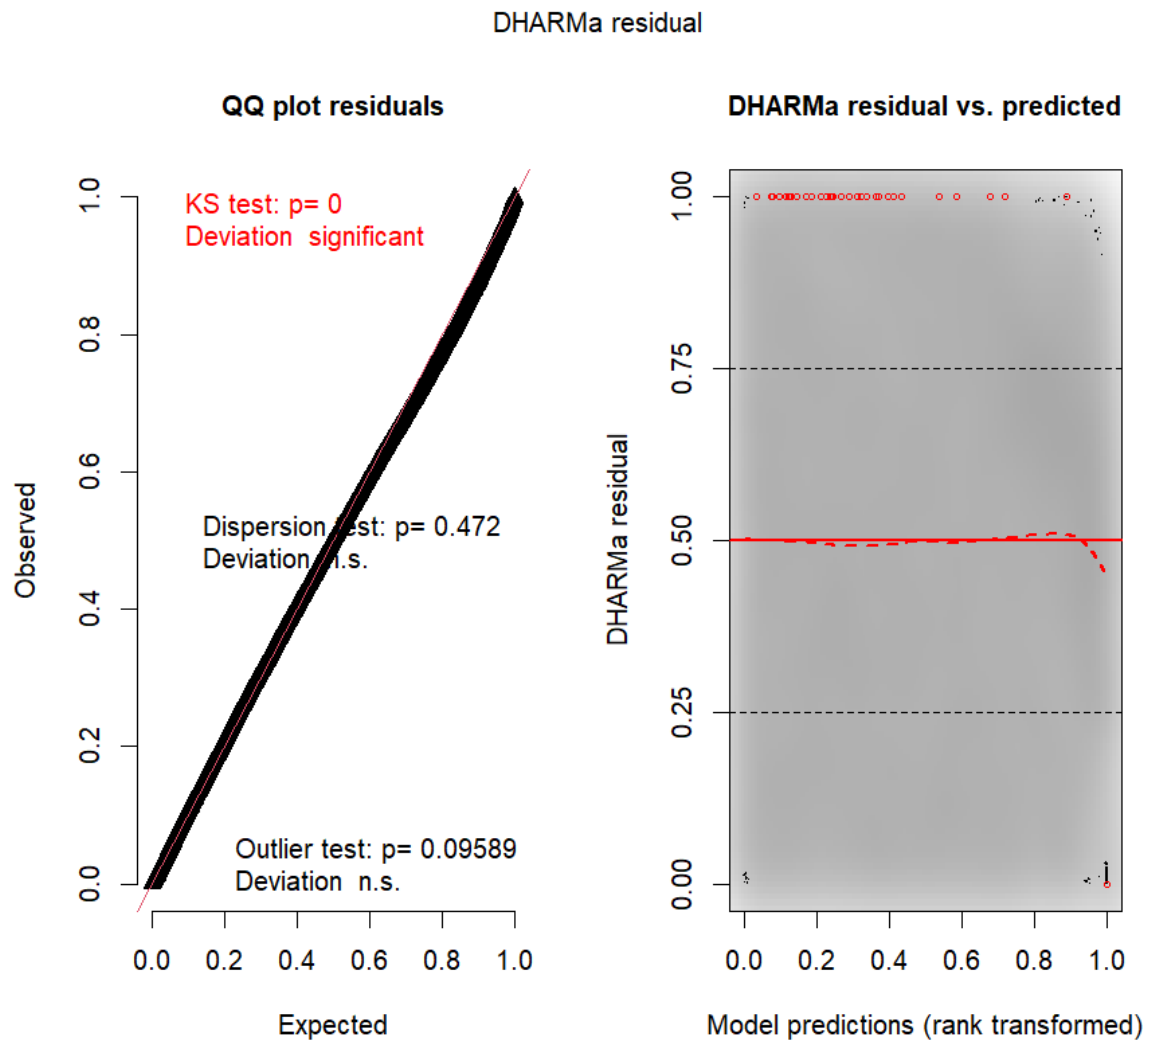 DHARMa residual
QQ plot residuals
KS test: p= 0
Deviation  significant
Dispersion test: p= 0.472
Deviation n.s.
Outlier test: p= 0.09589
Deviation  n.s.
Observed
0.0 0.2 0.4 0.6 0.8 1.0
0.0 0.2 0.4 0.6 0.8 1.0
Expected
DHARMa residual vs. predicted
DHARMa residual
0.00 0.25 0.50 0.75 1.00
0.0 0.2 0.4 0.6 0.8 1.0
Model predictions (rank transformed)